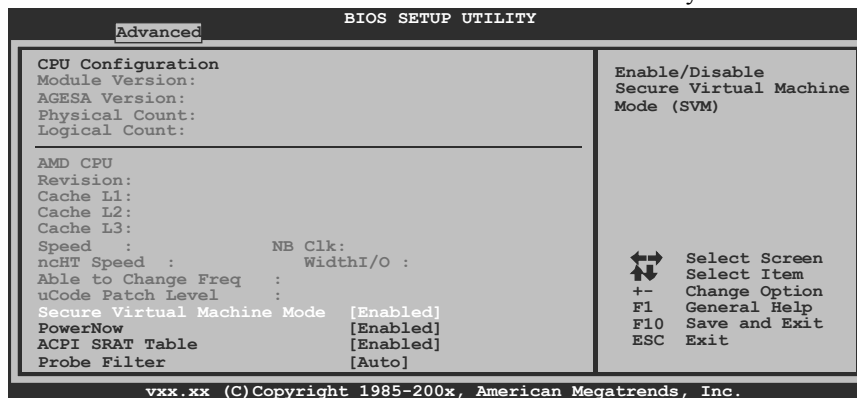 BIOS SETUP UTILITY
Advanced
CPU Configuration
Module Version:
AGESA Version:
Physical Count:
Logical Count:
AMD CPU
Revision:
Cache L1:
Cache L2:
Cache L3:
Speed : NB Clk:
ncHT Speed : WidthI/O :
Able to Change Freq :
uCode Patch Level :
Secure Virtual Machine Mode [Enabled]
PowerNow [Enabled]
ACPI SRAT Table [Enabled]
Probe Filter [Auto]
Enable/Disable
Secure Virtual Machine
Mode (SVM)
Select Screen
Select Item
+- Change Option
F1 General Help
F10 Save and Exit
ESC Exit
vxx.xx (C)Copyright 1985-200x, American Megatrends, Inc.